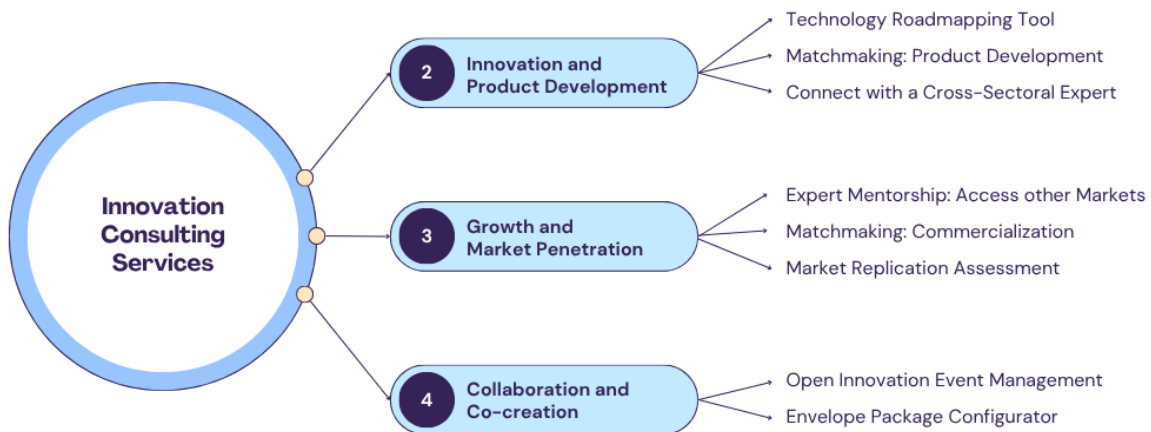 Innovation
Consulting
Services
2
Innovation and
Product Development
Technology Roadmapping Tool
Matchmaking: Product Development
Connect with a Cross-Sectoral Expert
3
Growth and
Market Penetration
Expert Mentorship: Access other Markets
Matchmaking: Commercialization
Market Replication Assessment
4
Collaboration and
Co-creation
Open Innovation Event Management
Envelope Package Configurator